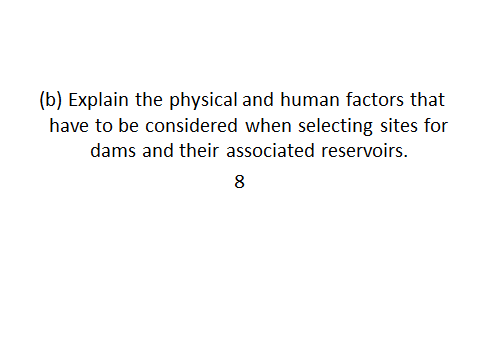 (b) Explain the physical and human factors that
have to be considered when selecting sites for
dams and their associated reservoirs.
8